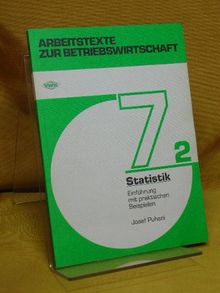 ARBEITSTEXTE
ZUR BETRIEBSWIRTSCHAFT
7
2
Statistik
Einführung
mit praktischen
Beispielen
Josef Puhani